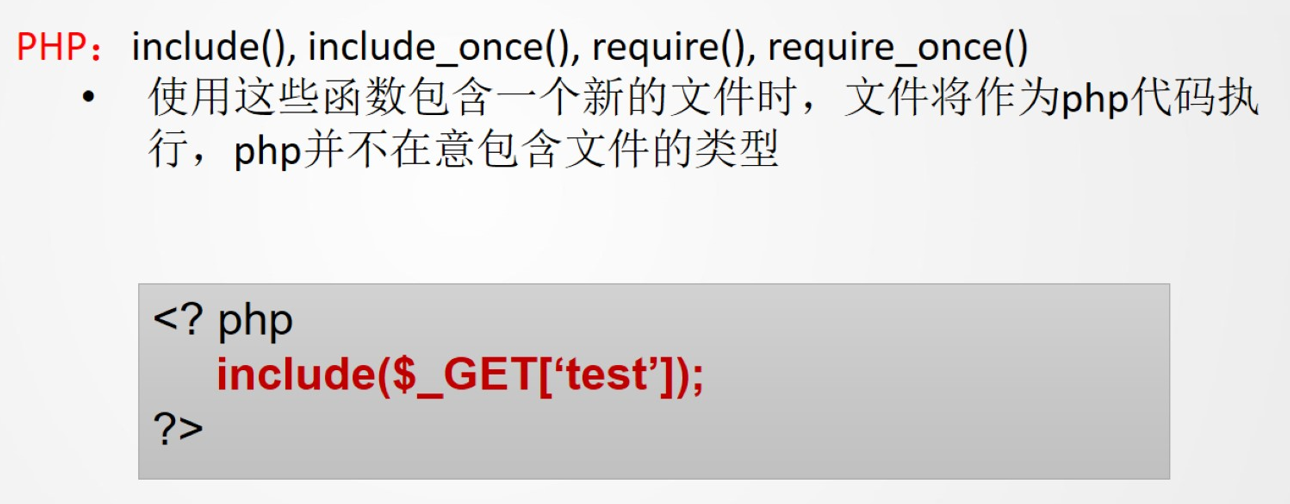 PHP： include(), include_once(), require(), require_once()
• 使用这些函数包含一个新的文件时，文件将作为php代码执
行，php并不在意包含文件的类型
<? php
include($_GET[‘test’]);
?>